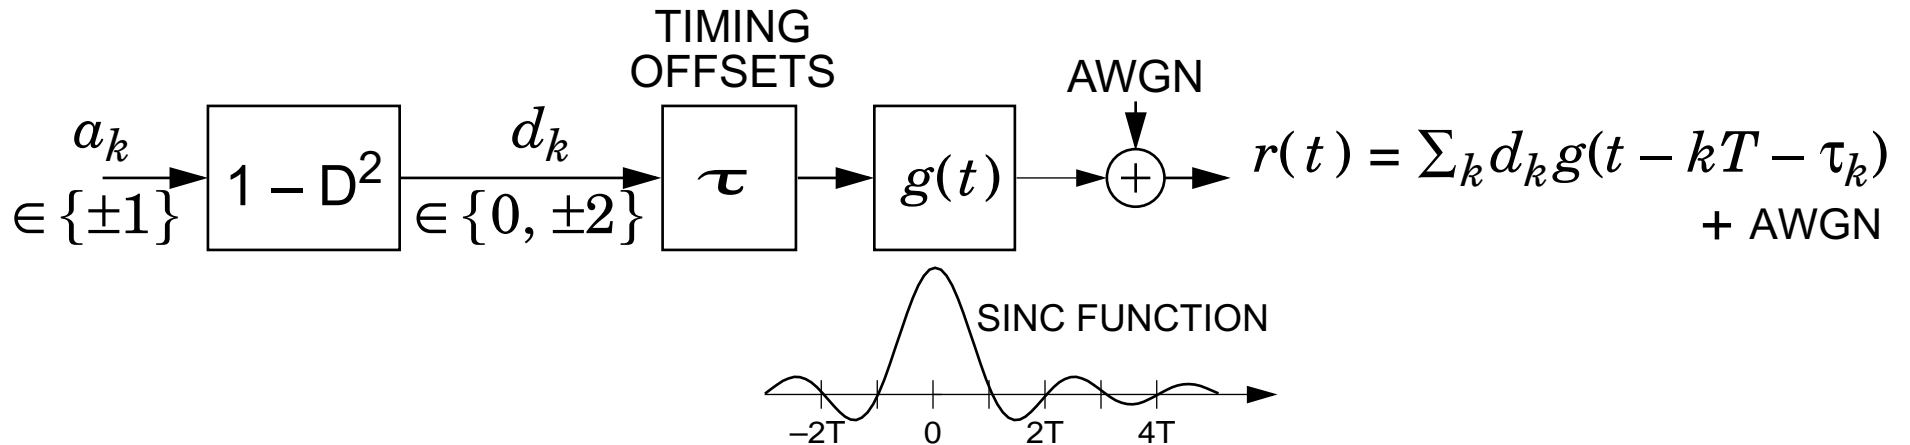 TIMING
OFFSETS
AWGN
a_k
∈ {±1}
1 – D²
d_k
∈ {0, ±2}
τ
g(t)
+
r(t) = ∑_k d_k g(t – kT – τ_k)
+ AWGN
SINC FUNCTION
–2T 0 2T 4T